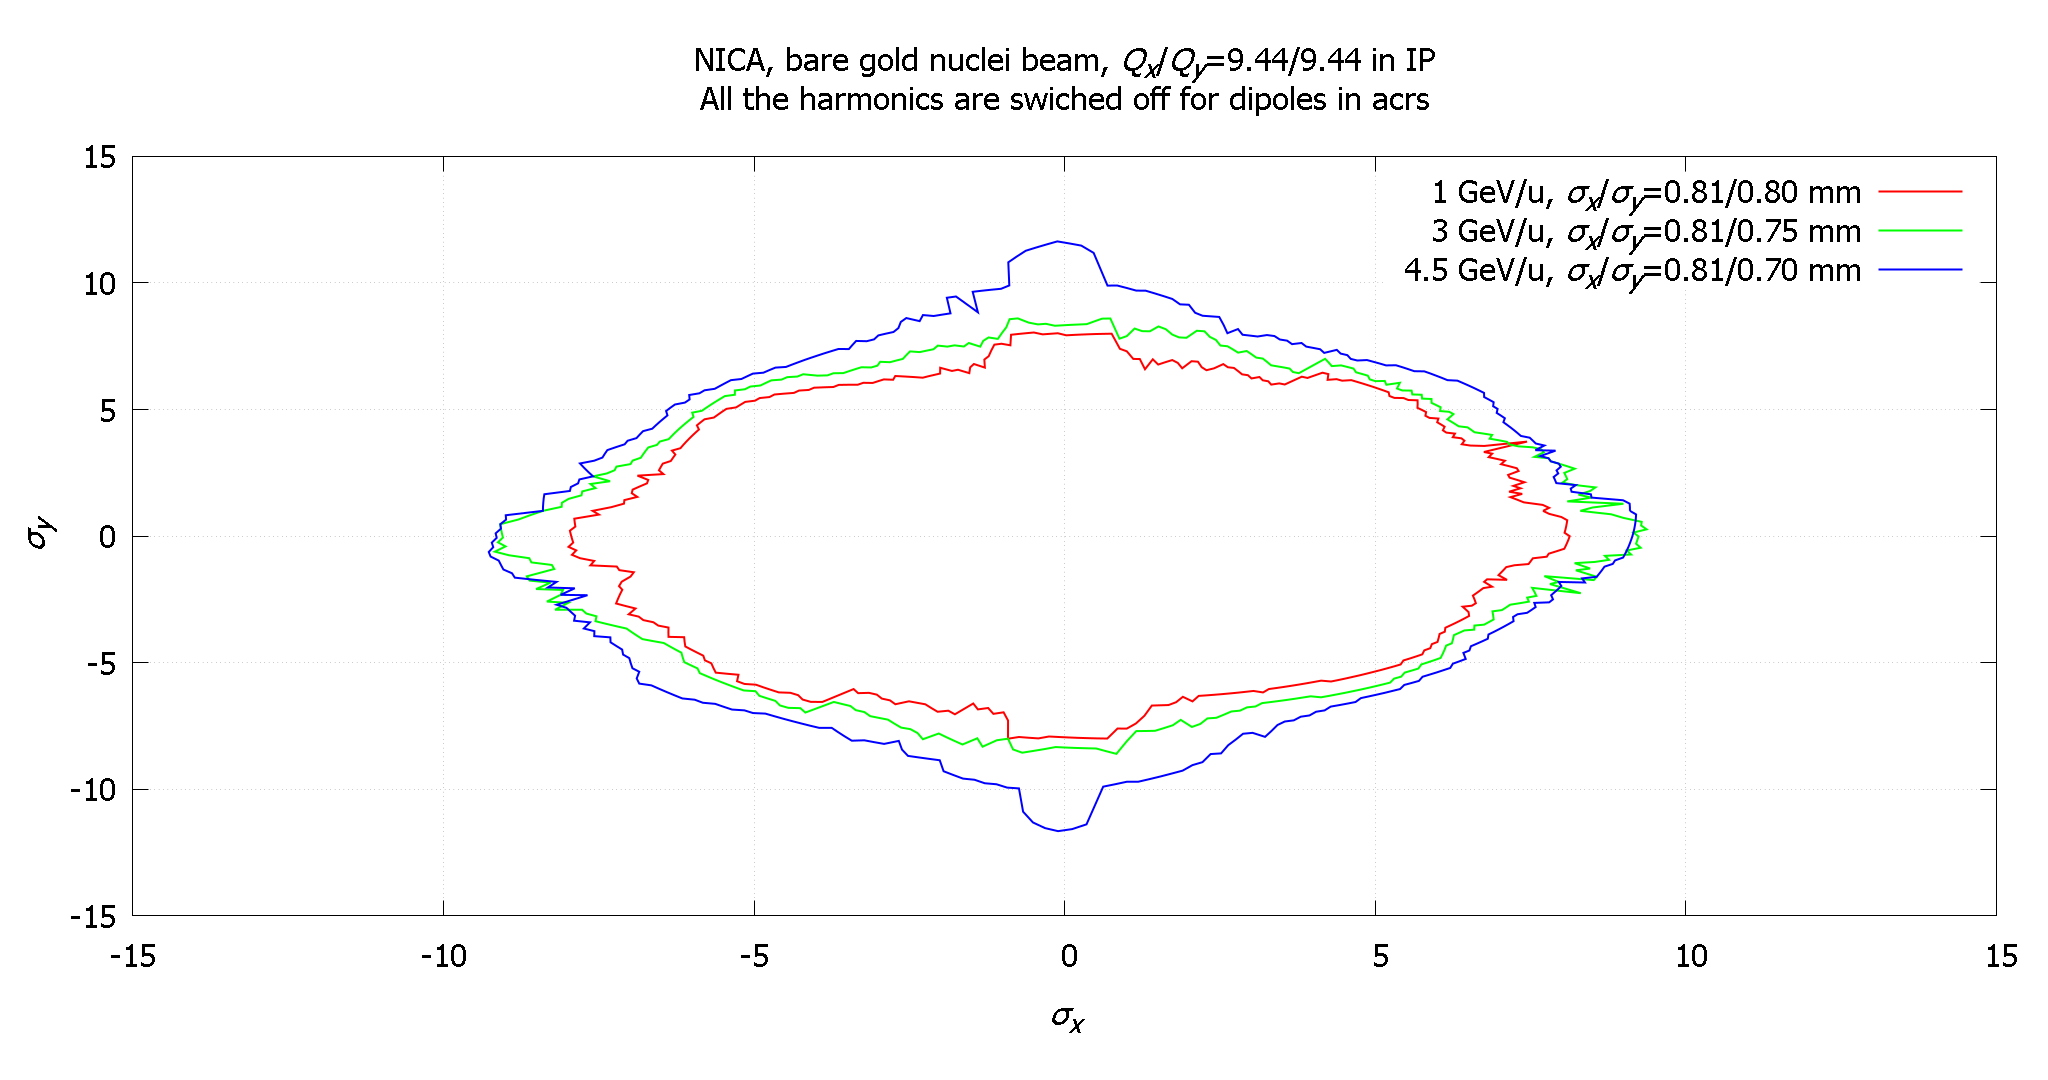 NICA, bare gold nuclei beam, Qx/Qy=9.44/9.44 in IP
All the harmonics are swiched off for dipoles in acrs
1 GeV/u, σx/σy=0.81/0.80 mm
3 GeV/u, σx/σy=0.81/0.75 mm
4.5 GeV/u, σx/σy=0.81/0.70 mm
15
10
5
0
-5
-10
-15
σy
-15 -10 -5 0 5 10 15
σx